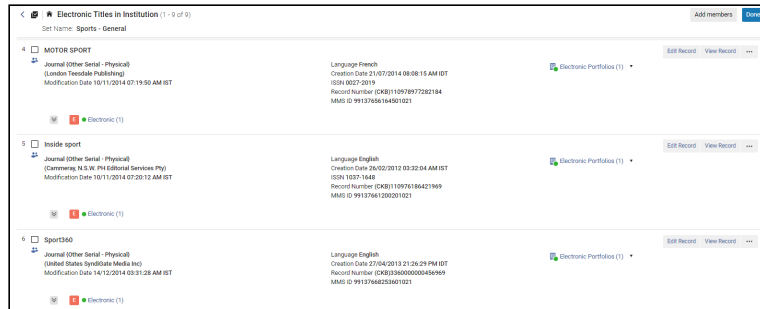 Electronic Titles in Institution (1 - 9 of 9)
Add members
Done
Set Name: Sports - General
4 MOTOR SPORT
Edit Record View Record
Journal (Other Serial - Physical)
(London Teesdale Publishing)
Modification Date 10/11/2014 07:19:50 AM IST
Language French
Creation Date 21/07/2014 08:08:15 AM IDT
ISSN 0027-2019
Record Number (CKB)110978977282184
MMS ID 99137656164501021
Electronic Portfolios (1)
E Electronic (1)
5 Inside sport
Edit Record View Record
Journal (Other Serial - Physical)
(Cammeray, N.S.W. PH Editorial Services Pty)
Modification Date 10/11/2014 07:20:12 AM IST
Language English
Creation Date 26/02/2012 03:32:04 AM IST
ISSN 1037-1648
Record Number (CKB)110976186421969
MMS ID 99137661200201021
Electronic Portfolios (1)
E Electronic (1)
6 Sport360
Edit Record View Record
Journal (Other Serial - Physical)
(United States SyndiGate Media Inc)
Modification Date 14/12/2014 03:31:28 AM IST
Language English
Creation Date 27/04/2013 21:26:29 PM IDT
Record Number (CKB)3360000000456969
MMS ID 99137668253601021
Electronic Portfolios (1)
E Electronic (1)